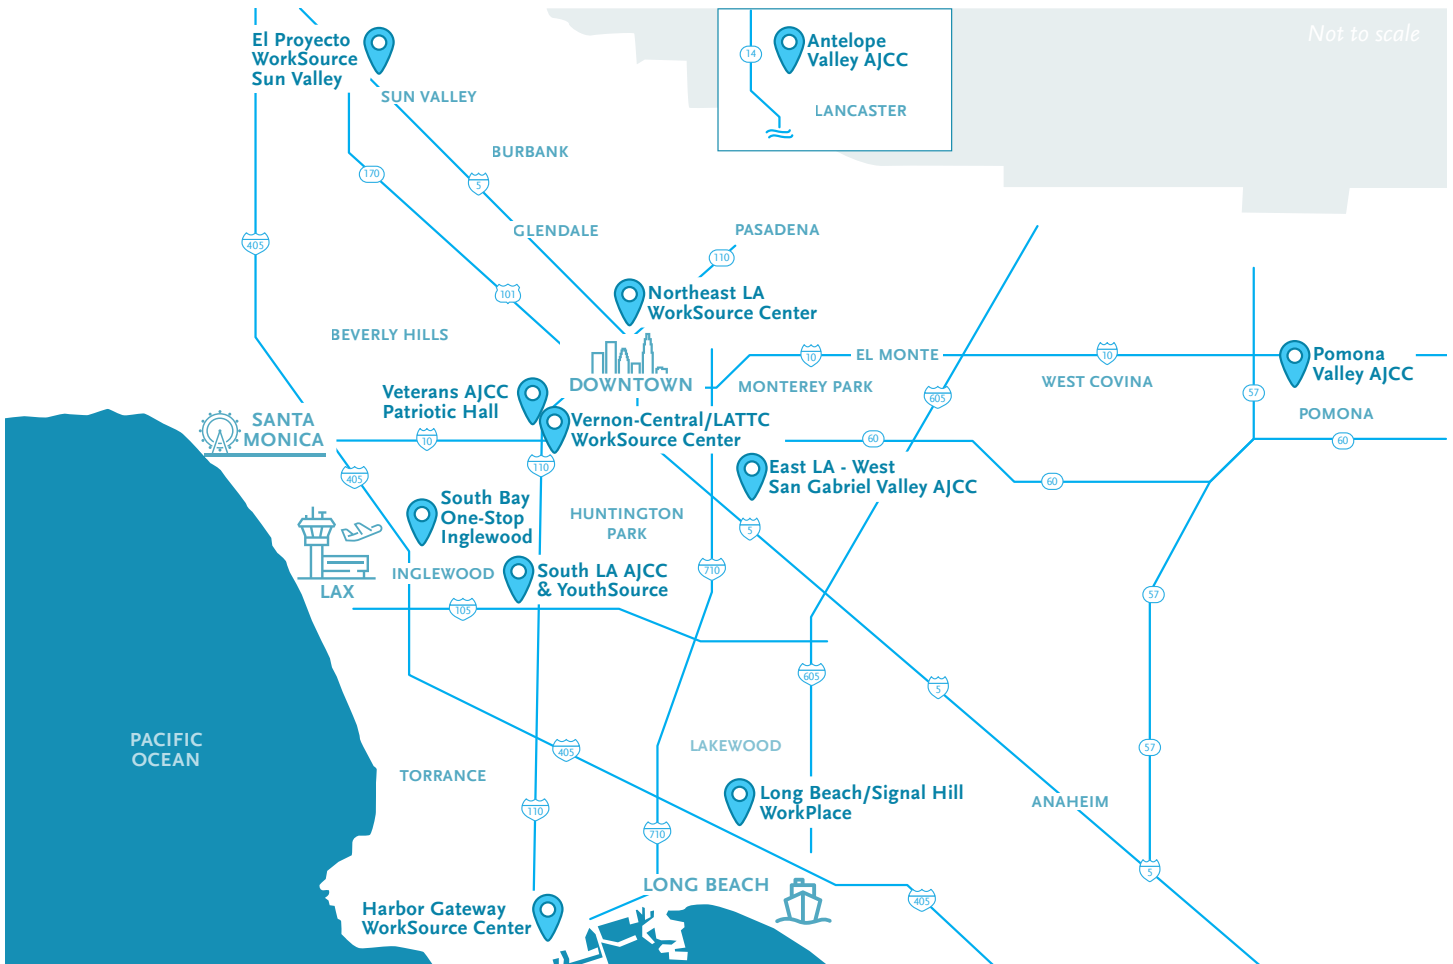 El Proyecto
WorkSource
Sun Valley
Antelope
Valley AJCC
Not to scale
14
LANCASTER
SUN VALLEY
BURBANK
170
5
GLENDALE
PASADENA
405
110
101
Northeast LA
WorkSource Center
BEVERLY HILLS
10
EL MONTE
10
Pomona
Valley AJCC
DOWNTOWN
MONTEREY PARK
WEST COVINA
605
57
POMONA
Veterans AJCC
Patriotic Hall
SANTA
MONICA
Vernon-Central/LATTC
WorkSource Center
10
60
60
110
405
East LA - West
San Gabriel Valley AJCC
60
South Bay
One-Stop
Inglewood
HUNTINGTON
PARK
5
INGLEWOOD
South LA AJCC
& YouthSource
710
LAX
105
57
605
5
PACIFIC
OCEAN
405
LAKEWOOD
57
TORRANCE
Long Beach/Signal Hill
WorkPlace
ANAHEIM
110
710
5
LONG BEACH
405
Harbor Gateway
WorkSource Center